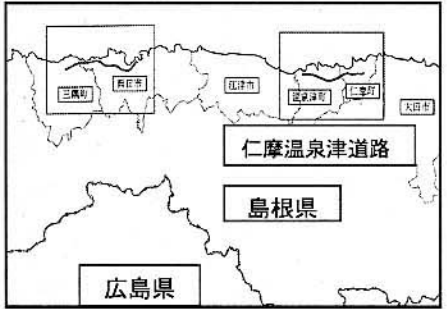 三隅町
浜田市
江津市
温泉津町
仁摩町
大田市
仁摩温泉津道路
島根県
広島県